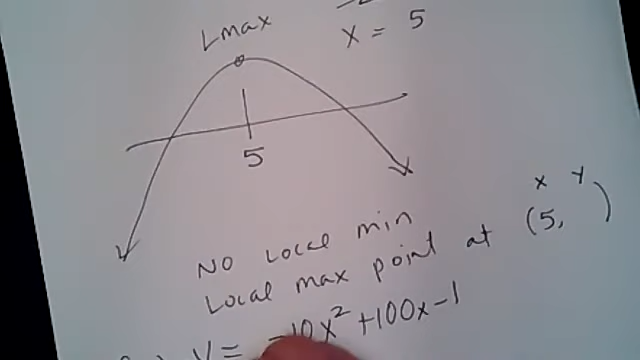 Lmax
x = 5
5
x y
No Local min
Local max point at (5, )
y = -10x² +100x-1